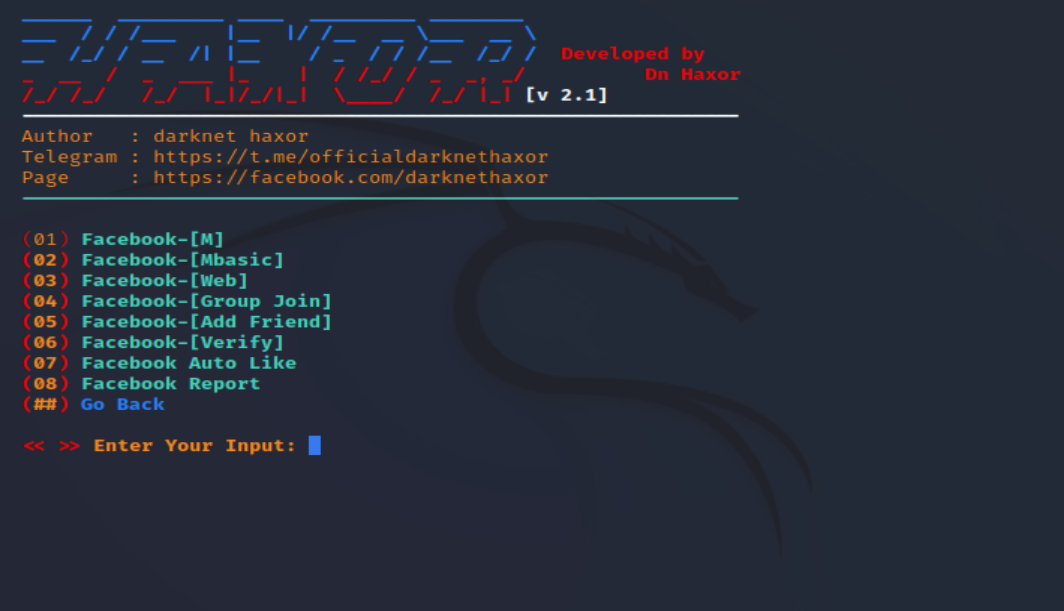 HAXOR
Developed by
Dn Haxor
[v 2.1]
Author : darknet haxor
Telegram : https://t.me/officialdarknethaxor
Page : https://facebook.com/darknethaxor
(01) Facebook-[M]
(02) Facebook-[Mbasic]
(03) Facebook-[Web]
(04) Facebook-[Group Join]
(05) Facebook-[Add Friend]
(06) Facebook-[Verify]
(07) Facebook Auto Like
(08) Facebook Report
(##) Go Back
<< >> Enter Your Input: